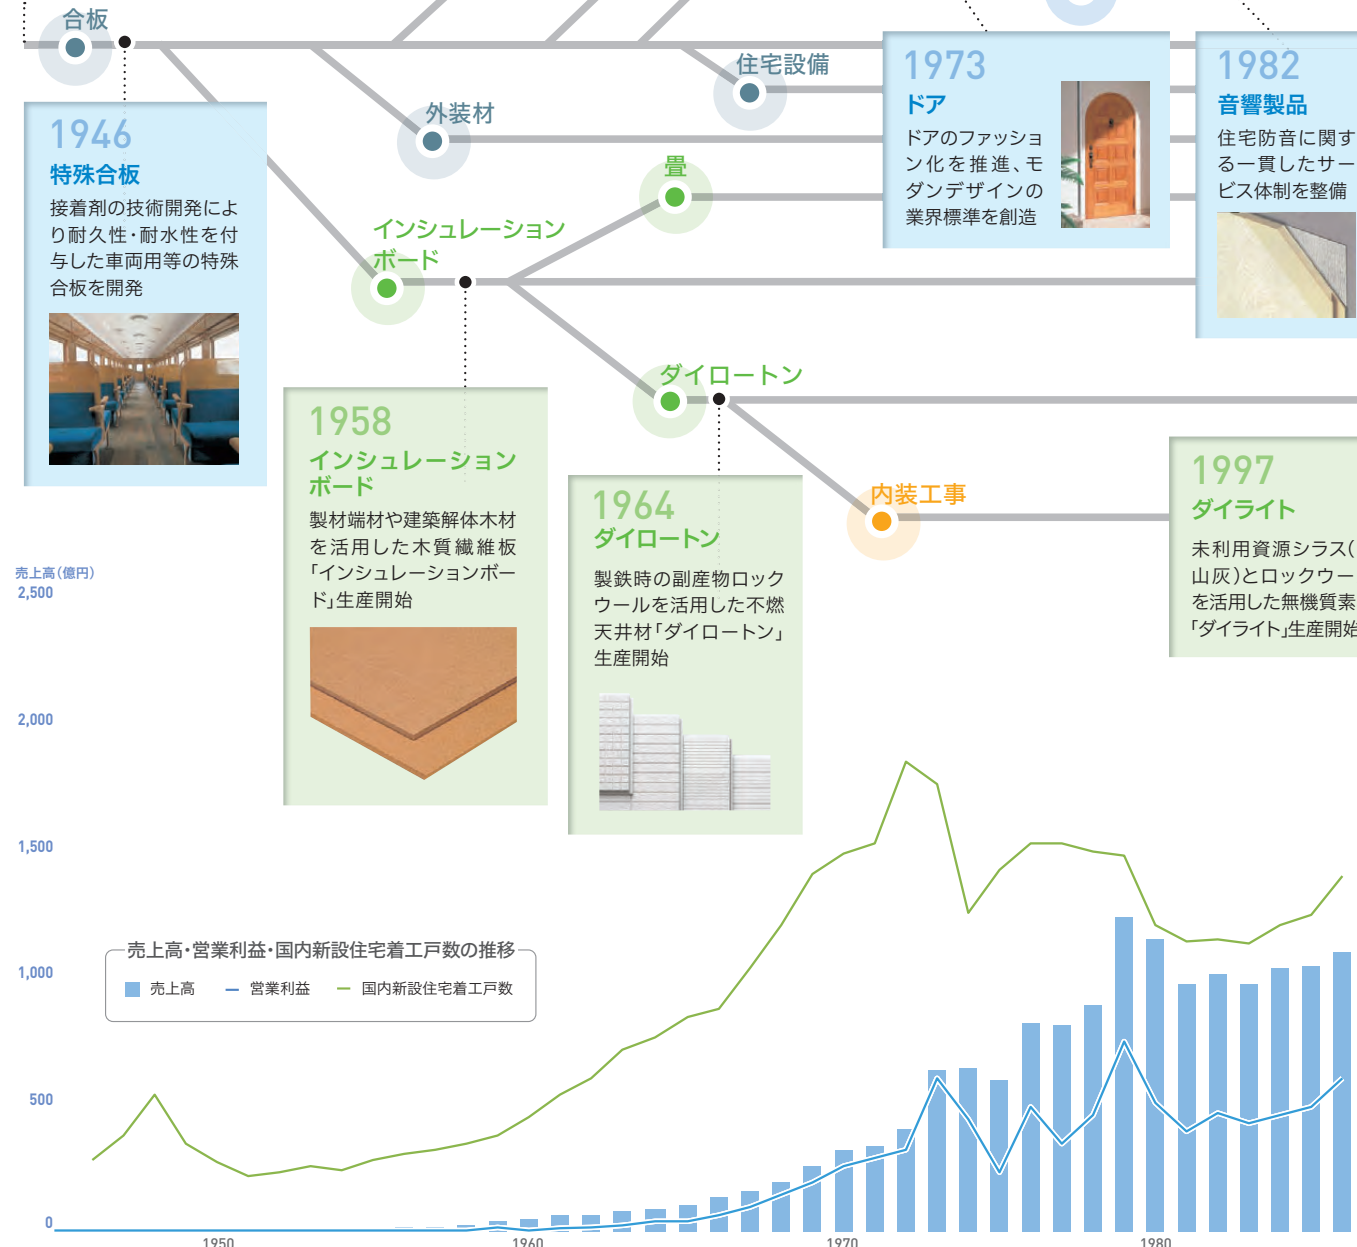 合板
住宅設備
外装材
畳
インシュレーション
ボード
ダイロートン
内装工事
1946
特殊合板
接着剤の技術開発によ
り耐久性・耐水性を付
与した車両用等の特殊
合板を開発
1958
インシュレーション
ボード
製材端材や建築解体木材
を活用した木質繊維板
「インシュレーションボー
ド」生産開始
1964
ダイロートン
製鉄時の副産物ロック
ウールを活用した不燃
天井材「ダイロートン」
生産開始
1973
ドア
ドアのファッショ
ン化を推進、モ
ダンデザインの
業界標準を創造
1982
音響製品
住宅防音に関す
る一貫したサー
ビス体制を整備
1997
ダイライト
未利用資源シラス(
山灰)とロックウー
を活用した無機質素
「ダイライト」生産開始
売上高(億円)
2,500
2,000
1,500
1,000
500
0
売上高・営業利益・国内新設住宅着工戸数の推移
売上高 営業利益 国内新設住宅着工戸数
1950 1960 1970 1980